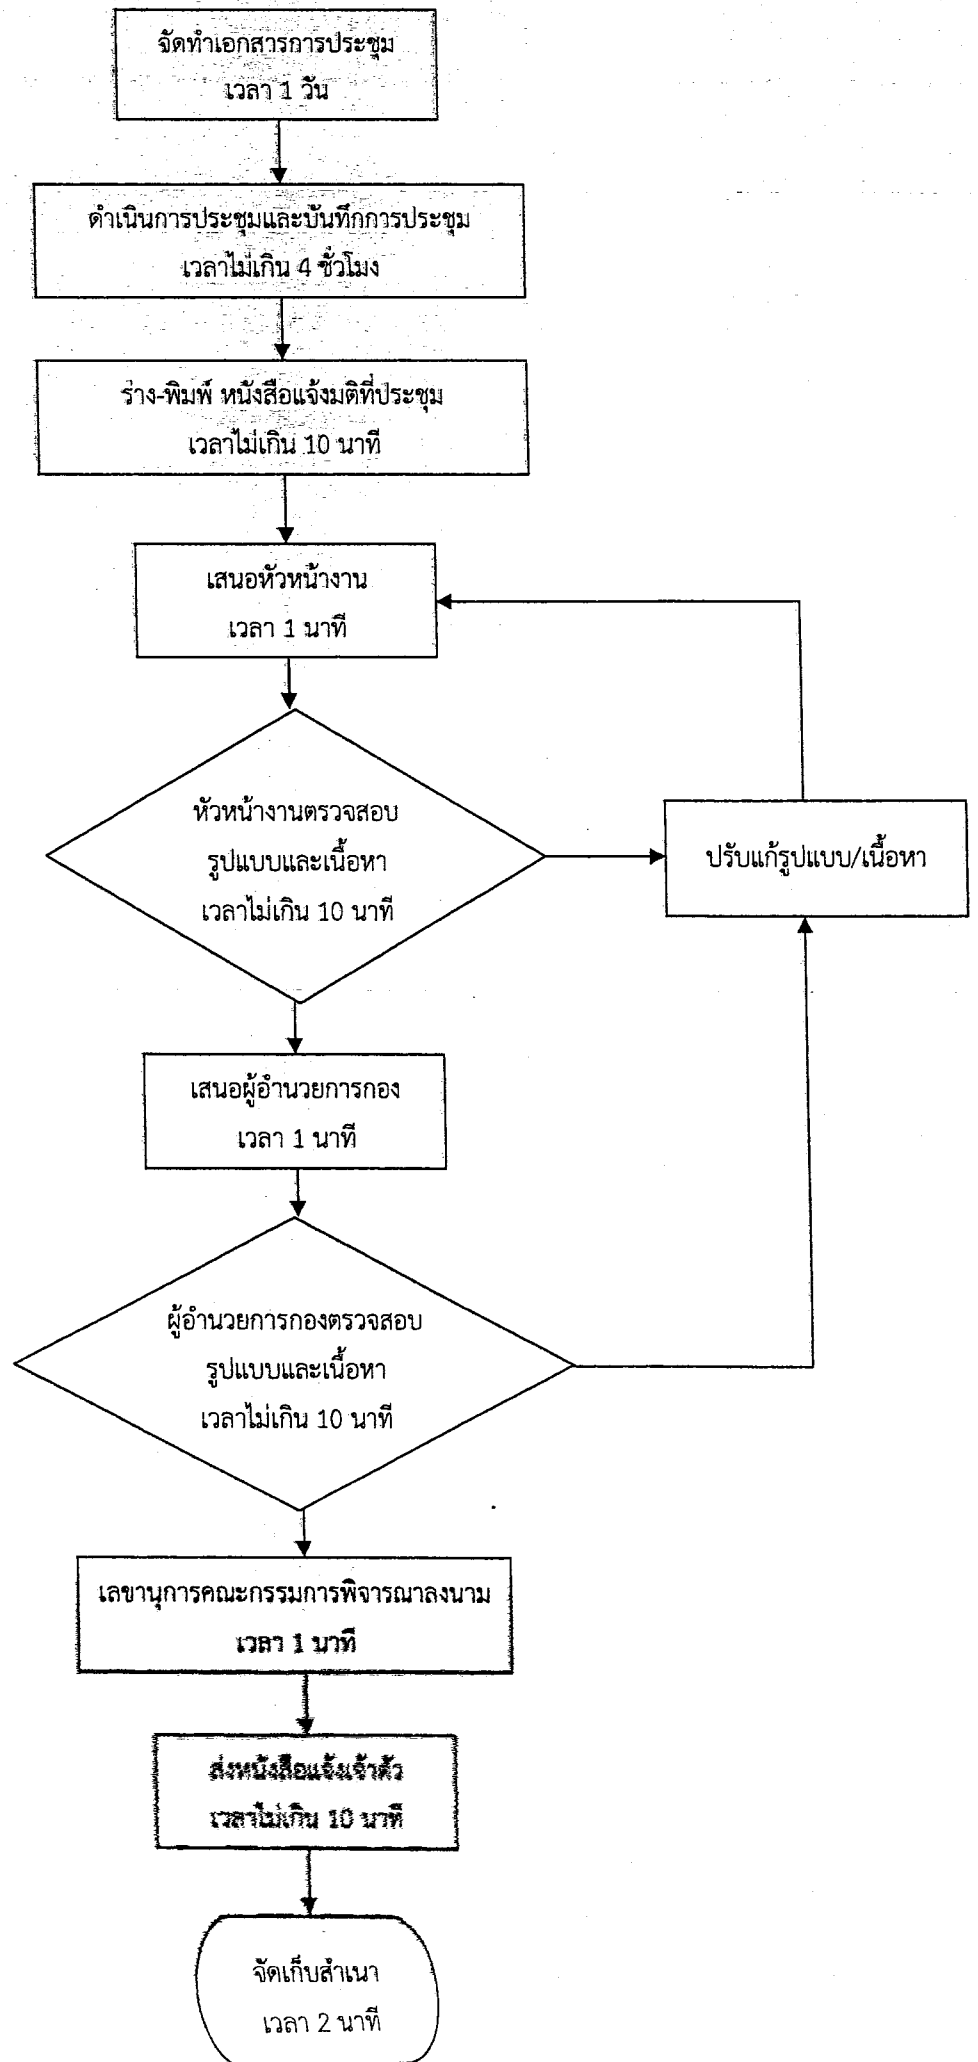 จัดทำเอกสารการประชุม
เวลา 1 วัน
ดำเนินการประชุมและบันทึกการประชุม
เวลาไม่เกิน 4 ชั่วโมง
ร่าง-พิมพ์ หนังสือแจ้งมติที่ประชุม
เวลาไม่เกิน 10 นาที
เสนอหัวหน้างาน
เวลา 1 นาที
หัวหน้างานตรวจสอบ
รูปแบบและเนื้อหา
เวลาไม่เกิน 10 นาที
ปรับแก้รูปแบบ/เนื้อหา
เสนอผู้อำนวยการกอง
เวลา 1 นาที
ผู้อำนวยการกองตรวจสอบ
รูปแบบและเนื้อหา
เวลาไม่เกิน 10 นาที
เลขานุการคณะกรรมการพิจารณาลงนาม
เวลา 1 นาที
ส่งหนังสือแจ้งเจ้าตัว
เวลาไม่เกิน 10 นาที
จัดเก็บสำเนา
เวลา 2 นาที